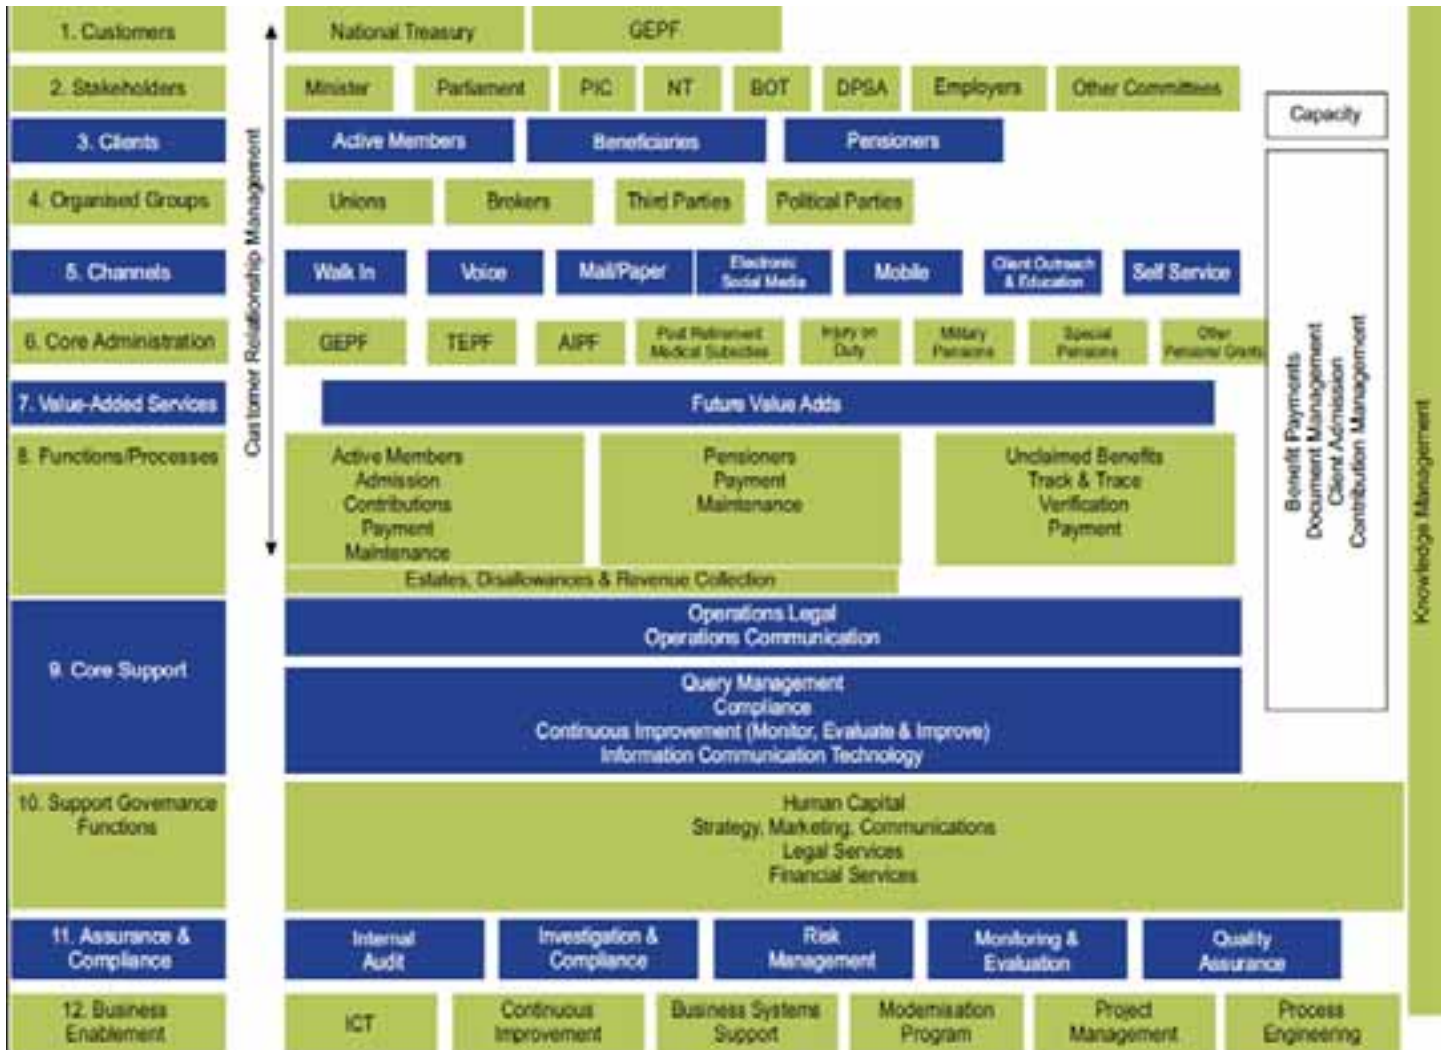 1. Customers
National Treasury
GEPF
2. Stakeholders
Minister
Parliament
PIC
NT
BOT
DPSA
Employers
Other Committees
3. Clients
Active Members
Beneficiaries
Pensioners
4. Organised Groups
Unions
Brokers
Third Parties
Political Parties
5. Channels
Walk In
Voice
Mail/Paper
Electronic
Social Media
Mobile
Client Outreach
& Education
Self Service
6. Core Administration
GEPF
TEPF
AIPF
Post Retirement
Medical Subsidies
Injury on
Duty
Military
Pensions
Special
Pensions
Other
Pensions/Grants
7. Value-Added Services
Future Value Adds
8. Functions/Processes
Active Members
Admission
Contributions
Payment
Maintenance
Pensioners
Payment
Maintenance
Unclaimed Benefits
Track & Trace
Verification
Payment
Estates, Disallowances & Revenue Collection
9. Core Support
Operations Legal
Operations Communication
Query Management
Compliance
Continuous Improvement (Monitor, Evaluate & Improve)
Information Communication Technology
10. Support Governance
Functions
Human Capital
Strategy, Marketing, Communications
Legal Services
Financial Services
11. Assurance &
Compliance
Internal
Audit
Investigation &
Compliance
Risk
Management
Monitoring &
Evaluation
Quality
Assurance
12. Business
Enablement
ICT
Continuous
Improvement
Business Systems
Support
Modernisation
Program
Project
Management
Process
Engineering
Customer Relationship Management
Capacity
Benefit Payments
Document Management
Client Admission
Contribution Management
Knowledge Management